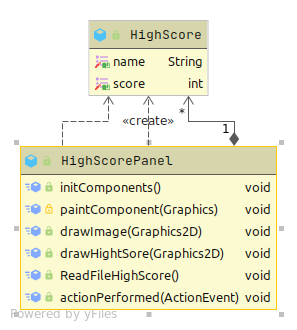 HighScore
name String
score int
«create»
*
1
HighScorePanel
initComponents() void
paintComponent(Graphics) void
drawImage(Graphics2D) void
drawHightSore(Graphics2D) void
ReadFileHighScore() void
actionPerformed(ActionEvent) void
Powered by yFiles